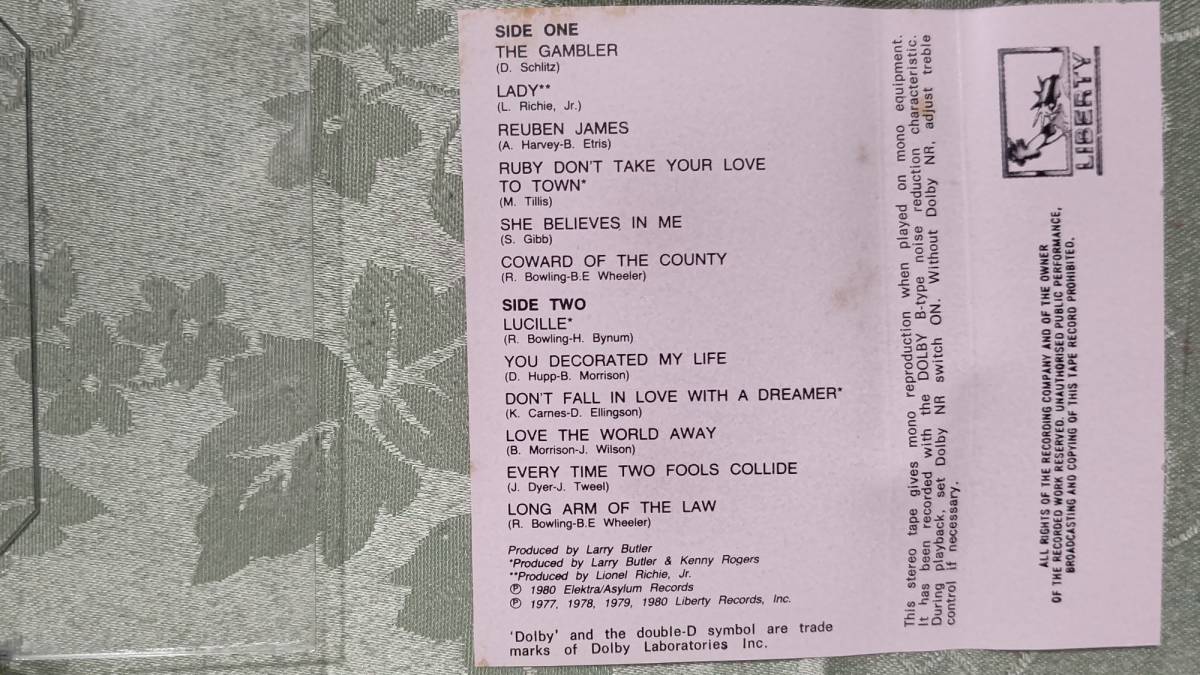 SIDE ONE
THE GAMBLER
(D. Schlitz)
LADY**
(L. Richie, Jr.)
REUBEN JAMES
(A. Harvey-B. Etris)
RUBY DON'T TAKE YOUR LOVE
TO TOWN*
(M. Tillis)
SHE BELIEVES IN ME
(S. Gibb)
COWARD OF THE COUNTY
(R. Bowling-B.E Wheeler)
SIDE TWO
LUCILLE*
(R. Bowling-H. Bynum)
YOU DECORATED MY LIFE
(D. Hupp-B. Morrison)
DON'T FALL IN LOVE WITH A DREAMER*
(K. Carnes-D. Ellingson)
LOVE THE WORLD AWAY
(B. Morrison-J. Wilson)
EVERY TIME TWO FOOLS COLLIDE
(J. Dyer-J. Tweel)
LONG ARM OF THE LAW
(R. Bowling-B.E Wheeler)
Produced by Larry Butler
*Produced by Larry Butler & Kenny Rogers
**Produced by Lionel Richie, Jr.
℗ 1980 Elektra/Asylum Records
℗ 1977, 1978, 1979, 1980 Liberty Records, Inc.
'Dolby' and the double-D symbol are trade
marks of Dolby Laboratories Inc.
This stereo tape gives mono reproduction when played on mono equipment.
It has been recorded with the DOLBY B-type noise reduction characteristic.
During playback, set Dolby NR switch ON. Without Dolby NR, adjust treble
control if necessary.
LIBERTY
ALL RIGHTS OF THE RECORDING COMPANY AND OF THE OWNER
OF THE RECORDED WORK RESERVED. UNAUTHORISED PUBLIC PERFORMANCE,
BROADCASTING AND COPYING OF THIS TAPE RECORD PROHIBITED.